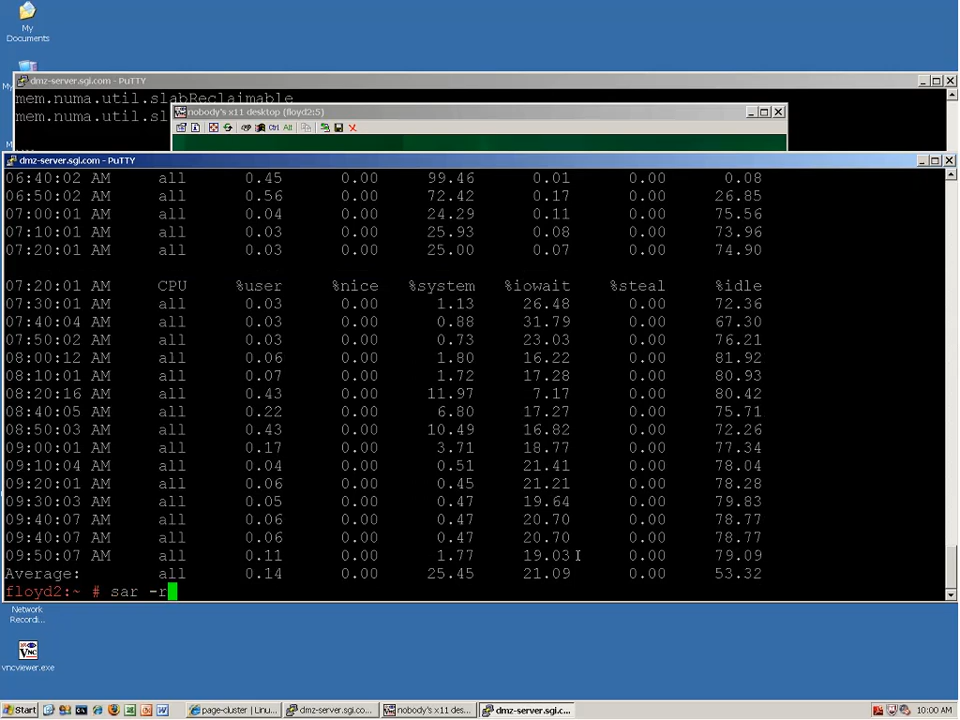 My
Documents
dmz-server.sgi.com - PuTTY
mem.numa.util.slabReclaimable
mem.numa.util.sl
nobody's x11 desktop (floyd2:5)
Ctrl Alt
dmz-server.sgi.com - PuTTY
06:40:02 AM all 0.45 0.00 99.46 0.01 0.00 0.08
06:50:02 AM all 0.56 0.00 72.42 0.17 0.00 26.85
07:00:01 AM all 0.04 0.00 24.29 0.11 0.00 75.56
07:10:01 AM all 0.03 0.00 25.93 0.08 0.00 73.96
07:20:01 AM all 0.03 0.00 25.00 0.07 0.00 74.90
07:20:01 AM CPU %user %nice %system %iowait %steal %idle
07:30:01 AM all 0.03 0.00 1.13 26.48 0.00 72.36
07:40:04 AM all 0.03 0.00 0.88 31.79 0.00 67.30
07:50:02 AM all 0.03 0.00 0.73 23.03 0.00 76.21
08:00:12 AM all 0.06 0.00 1.80 16.22 0.00 81.92
08:10:01 AM all 0.07 0.00 1.72 17.28 0.00 80.93
08:20:16 AM all 0.43 0.00 11.97 7.17 0.00 80.42
08:40:05 AM all 0.22 0.00 6.80 17.27 0.00 75.71
08:50:03 AM all 0.43 0.00 10.49 16.82 0.00 72.26
09:00:01 AM all 0.17 0.00 3.71 18.77 0.00 77.34
09:10:04 AM all 0.04 0.00 0.51 21.41 0.00 78.04
09:20:01 AM all 0.06 0.00 0.45 21.21 0.00 78.28
09:30:03 AM all 0.05 0.00 0.47 19.64 0.00 79.83
09:40:07 AM all 0.06 0.00 0.47 20.70 0.00 78.77
09:40:07 AM all 0.06 0.00 0.47 20.70 0.00 78.77
09:50:07 AM all 0.11 0.00 1.77 19.03 0.00 79.09
Average: all 0.14 0.00 25.45 21.09 0.00 53.32
floyd2:~ # sar -r
Network
Recordi...
vncviewer.exe
Start page-cluster | Linu... dmz-server.sgi.co... nobody's x11 des... dmz-server.sgi.c... 10:00 AM